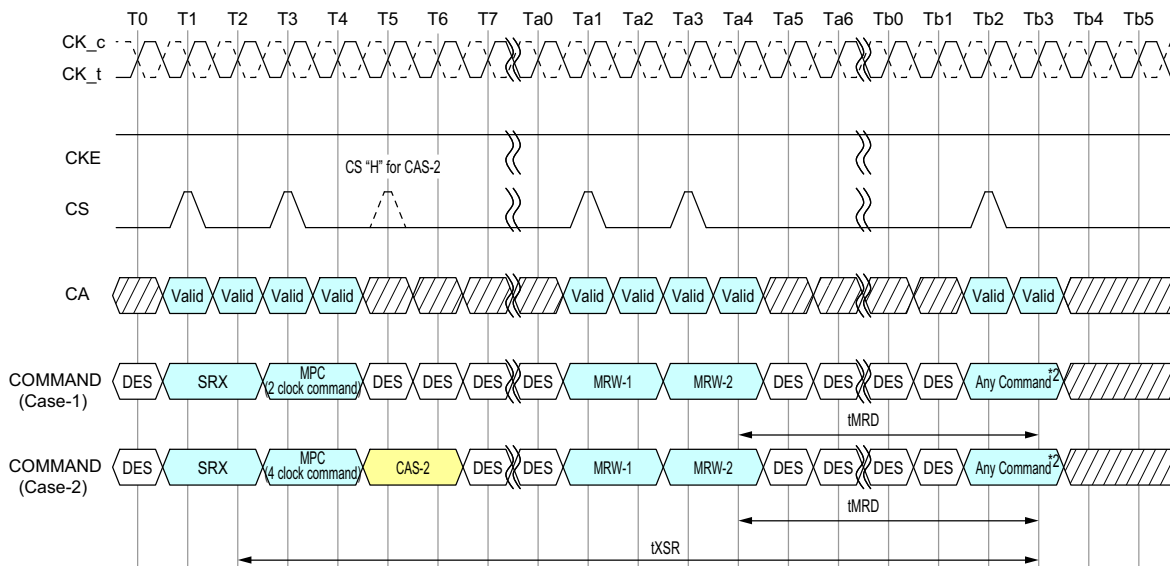 T0 T1 T2 T3 T4 T5 T6 T7 Ta0 Ta1 Ta2 Ta3 Ta4 Ta5 Ta6 Tb0 Tb1 Tb2 Tb3 Tb4 Tb5
CK_c
CK_t
CKE
CS "H" for CAS-2
CS
CA Valid Valid Valid Valid Valid Valid Valid Valid Valid Valid
COMMAND
(Case-1)
DES SRX MPC
(2 clock command)
DES DES DES DES MRW-1 MRW-2 DES DES DES DES Any Command*2
tMRD
COMMAND
(Case-2)
DES SRX MPC
(4 clock command)
CAS-2 DES DES MRW-1 MRW-2 DES DES DES DES Any Command*2
tMRD
tXSR